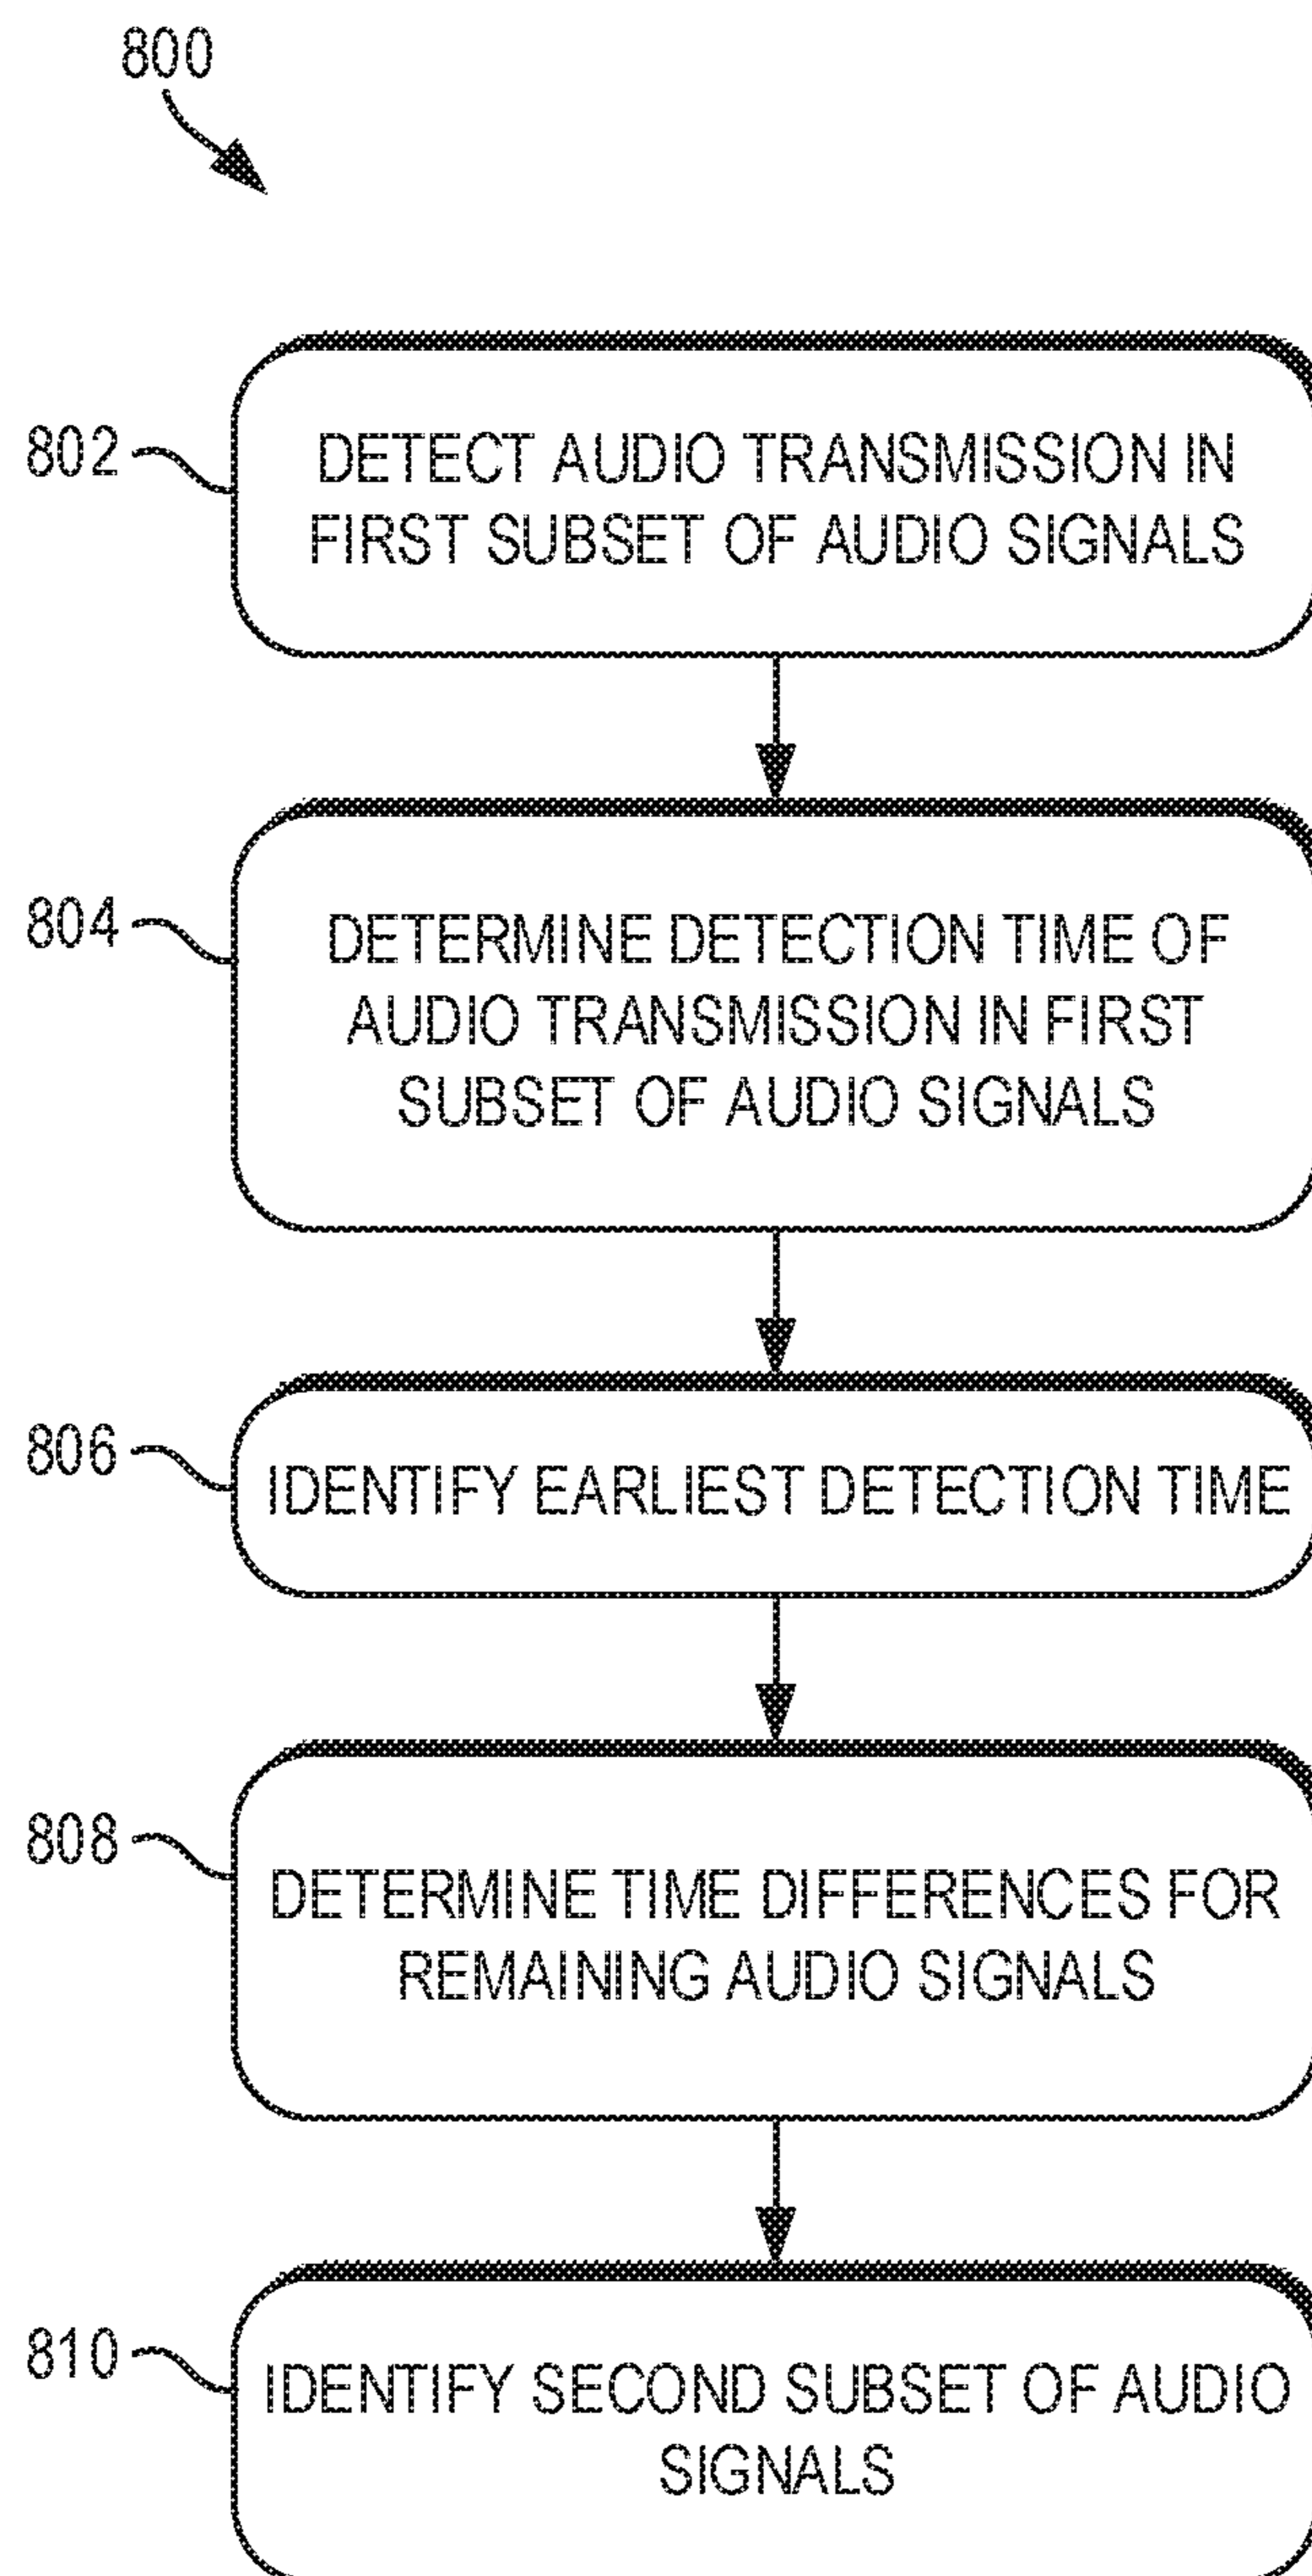 800
802
DETECT AUDIO TRANSMISSION IN
FIRST SUBSET OF AUDIO SIGNALS
804
DETERMINE DETECTION TIME OF
AUDIO TRANSMISSION IN FIRST
SUBSET OF AUDIO SIGNALS
806
IDENTIFY EARLIEST DETECTION TIME
808
DETERMINE TIME DIFFERENCES FOR
REMAINING AUDIO SIGNALS
810
IDENTIFY SECOND SUBSET OF AUDIO
SIGNALS